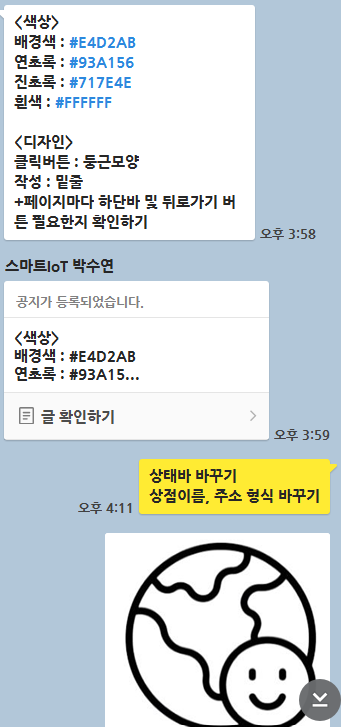 <색상>
배경색 : #E4D2AB
연초록 : #93A156
진초록 : #717E4E
흰색 : #FFFFFF
<디자인>
클릭버튼 : 둥근모양
작성 : 밑줄
+페이지마다 하단바 및 뒤로가기 버
튼 필요한지 확인하기
오후 3:58
스마트IoT 박수연
공지가 등록되었습니다.
<색상>
배경색 : #E4D2AB
연초록 : #93A15...
글 확인하기
오후 3:59
상태바 바꾸기
상점이름, 주소 형식 바꾸기
오후 4:11